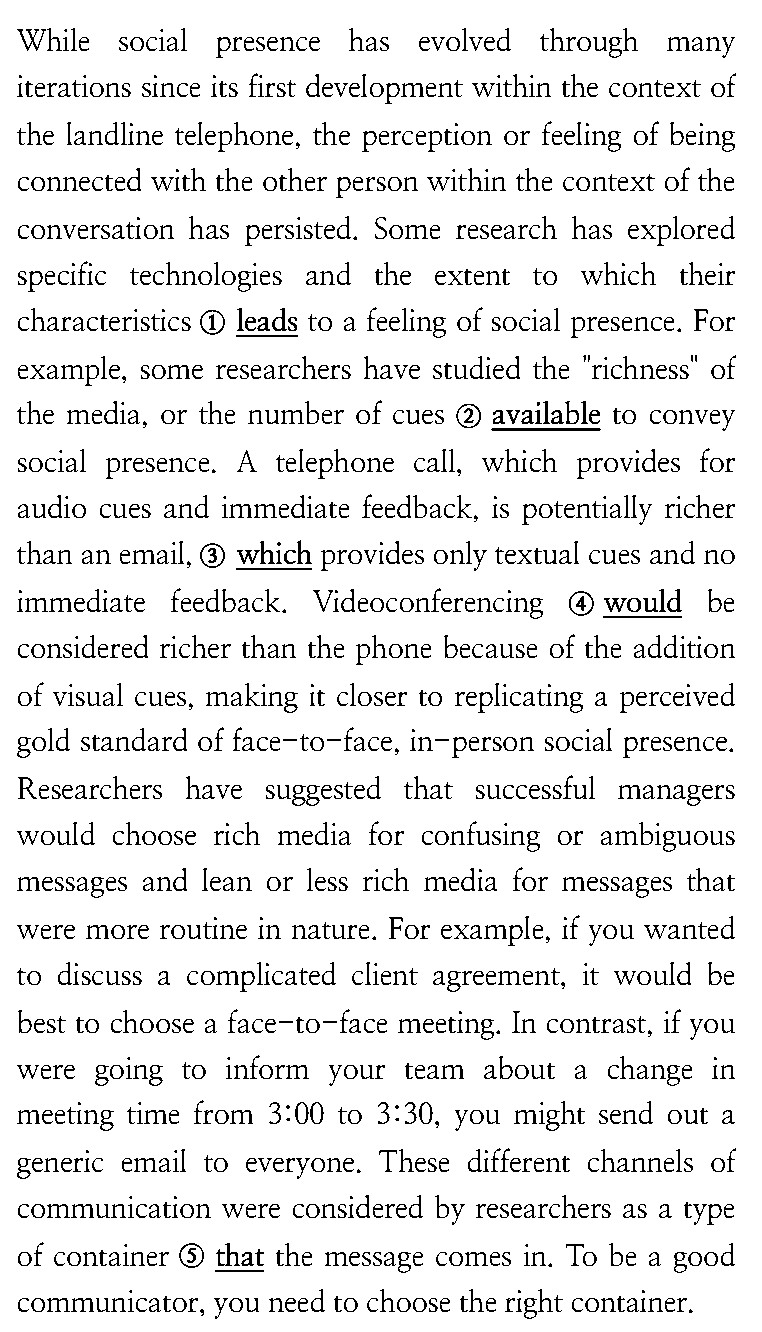 While social presence has evolved through many
iterations since its first development within the context of
the landline telephone, the perception or feeling of being
connected with the other person within the context of the
conversation has persisted. Some research has explored
specific technologies and the extent to which their
characteristics ① leads to a feeling of social presence. For
example, some researchers have studied the "richness" of
the media, or the number of cues ② available to convey
social presence. A telephone call, which provides for
audio cues and immediate feedback, is potentially richer
than an email, ③ which provides only textual cues and no
immediate feedback. Videoconferencing ④ would be
considered richer than the phone because of the addition
of visual cues, making it closer to replicating a perceived
gold standard of face-to-face, in-person social presence.
Researchers have suggested that successful managers
would choose rich media for confusing or ambiguous
messages and lean or less rich media for messages that
were more routine in nature. For example, if you wanted
to discuss a complicated client agreement, it would be
best to choose a face-to-face meeting. In contrast, if you
were going to inform your team about a change in
meeting time from 3:00 to 3:30, you might send out a
generic email to everyone. These different channels of
communication were considered by researchers as a type
of container ⑤ that the message comes in. To be a good
communicator, you need to choose the right container.